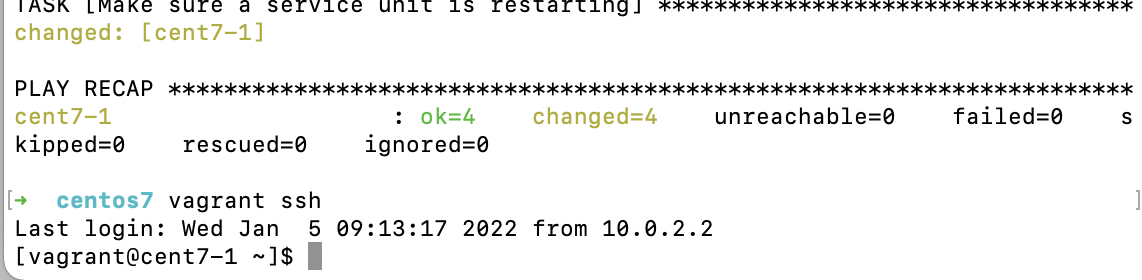 TASK [Make sure a service unit is restarting] **********************************
changed: [cent7-1]
PLAY RECAP *********************************************************************
cent7-1                    : ok=4    changed=4    unreachable=0    failed=0    s
kipped=0    rescued=0    ignored=0
[➜  centos7 vagrant ssh ]
Last login: Wed Jan  5 09:13:17 2022 from 10.0.2.2
[vagrant@cent7-1 ~]$